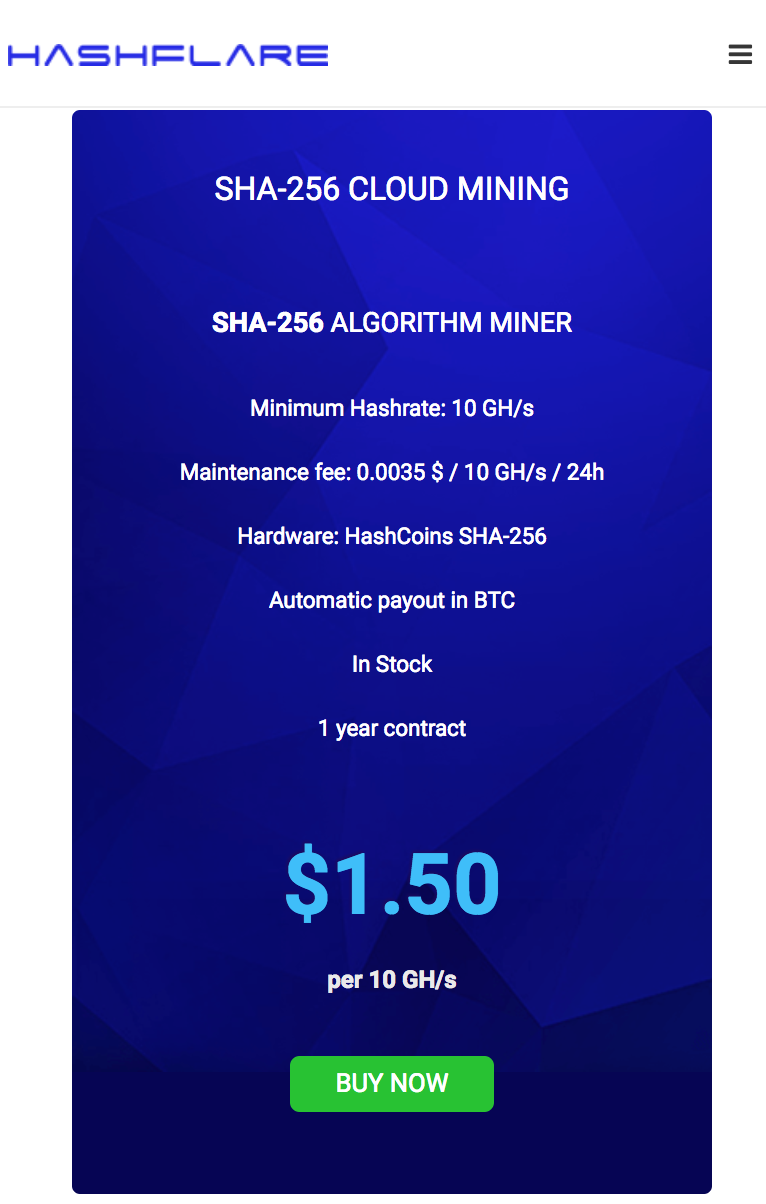 HASHFLARE
SHA-256 CLOUD MINING
SHA-256 ALGORITHM MINER
Minimum Hashrate: 10 GH/s
Maintenance fee: 0.0035 $ / 10 GH/s / 24h
Hardware: HashCoins SHA-256
Automatic payout in BTC
In Stock
1 year contract
$1.50
per 10 GH/s
BUY NOW